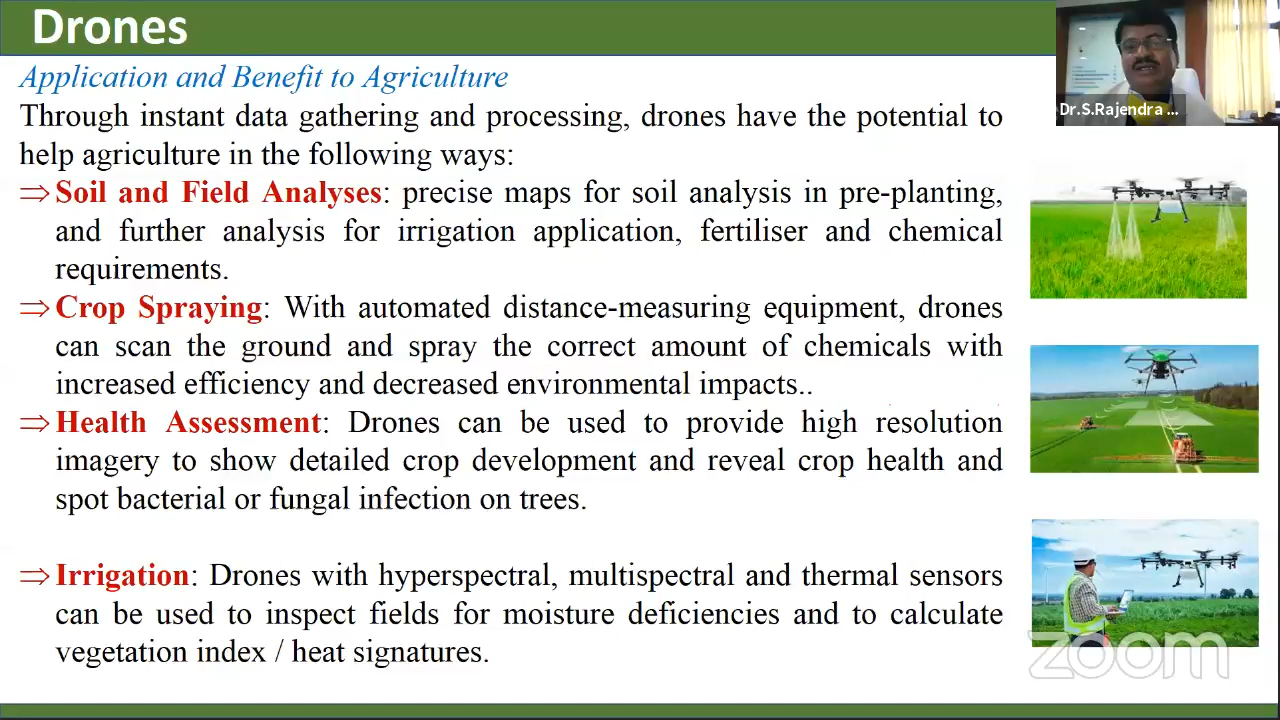 Drones
Dr.S.Rajendra ...
Application and Benefit to Agriculture
Through instant data gathering and processing, drones have the potential to
help agriculture in the following ways:
⇒ Soil and Field Analyses: precise maps for soil analysis in pre-planting,
and further analysis for irrigation application, fertiliser and chemical
requirements.
⇒ Crop Spraying: With automated distance-measuring equipment, drones
can scan the ground and spray the correct amount of chemicals with
increased efficiency and decreased environmental impacts..
⇒ Health Assessment: Drones can be used to provide high resolution
imagery to show detailed crop development and reveal crop health and
spot bacterial or fungal infection on trees.
⇒ Irrigation: Drones with hyperspectral, multispectral and thermal sensors
can be used to inspect fields for moisture deficiencies and to calculate
vegetation index / heat signatures.
zoom